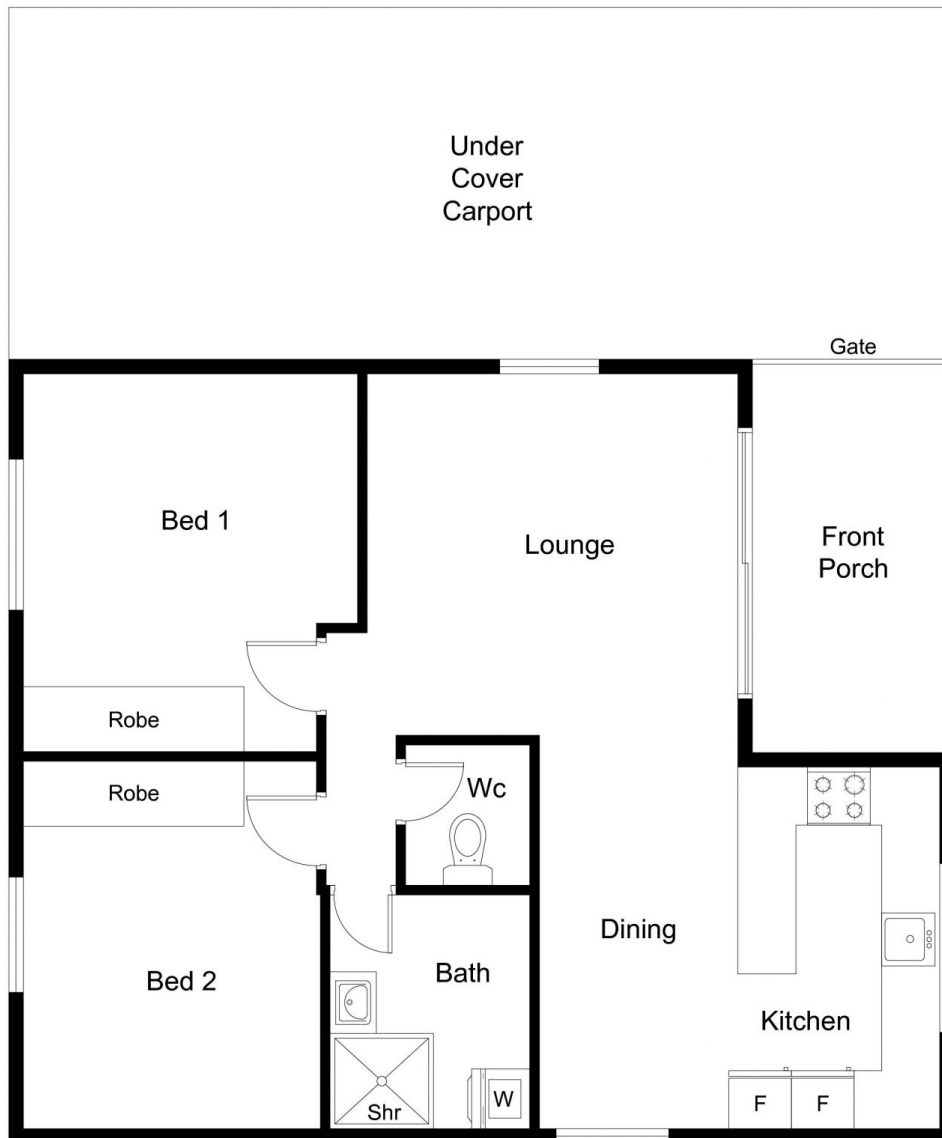 Under
Cover
Carport
Gate
Bed 1
Lounge
Front
Porch
Robe
Robe
Wc
Dining
Bath
Bed 2
Kitchen
Shr
W
F F